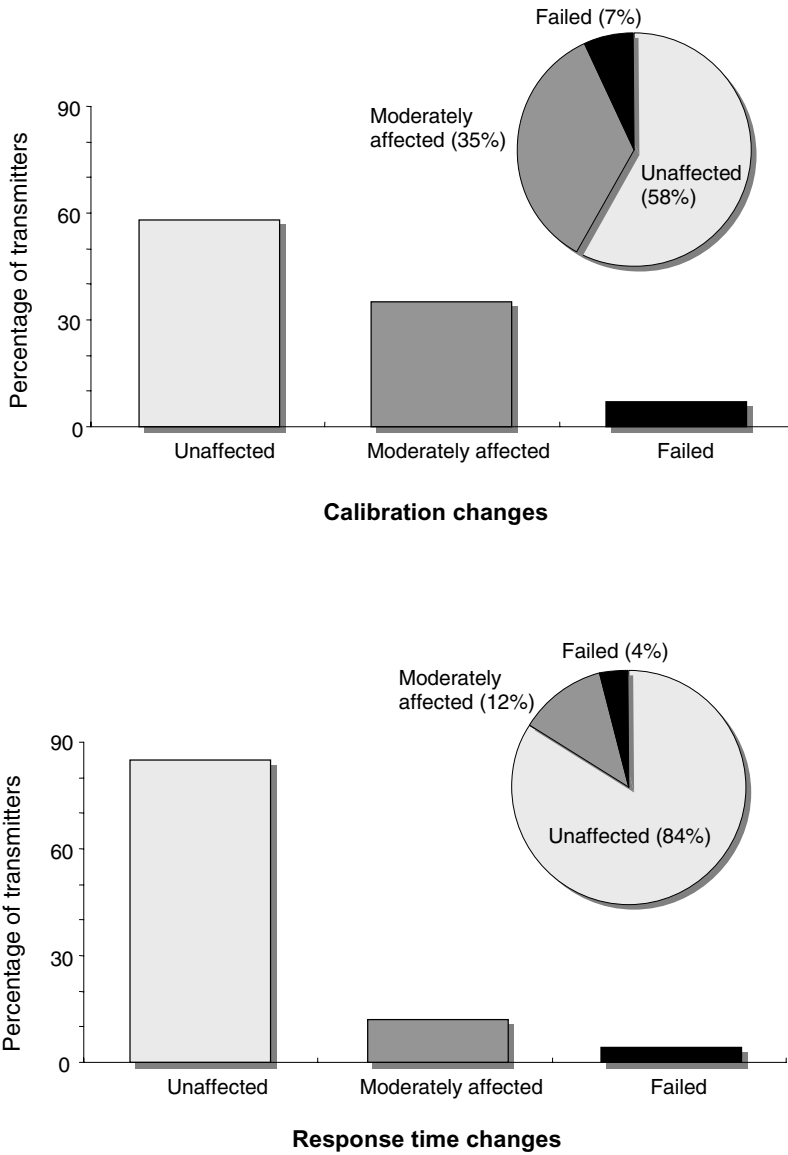 Failed (7%)
Moderately
affected (35%)
Unaffected
(58%)
Percentage of transmitters
90
60
30
0
Unaffected Moderately affected Failed
Calibration changes
Failed (4%)
Moderately
affected (12%)
Unaffected (84%)
Percentage of transmitters
90
60
30
0
Unaffected Moderately affected Failed
Response time changes